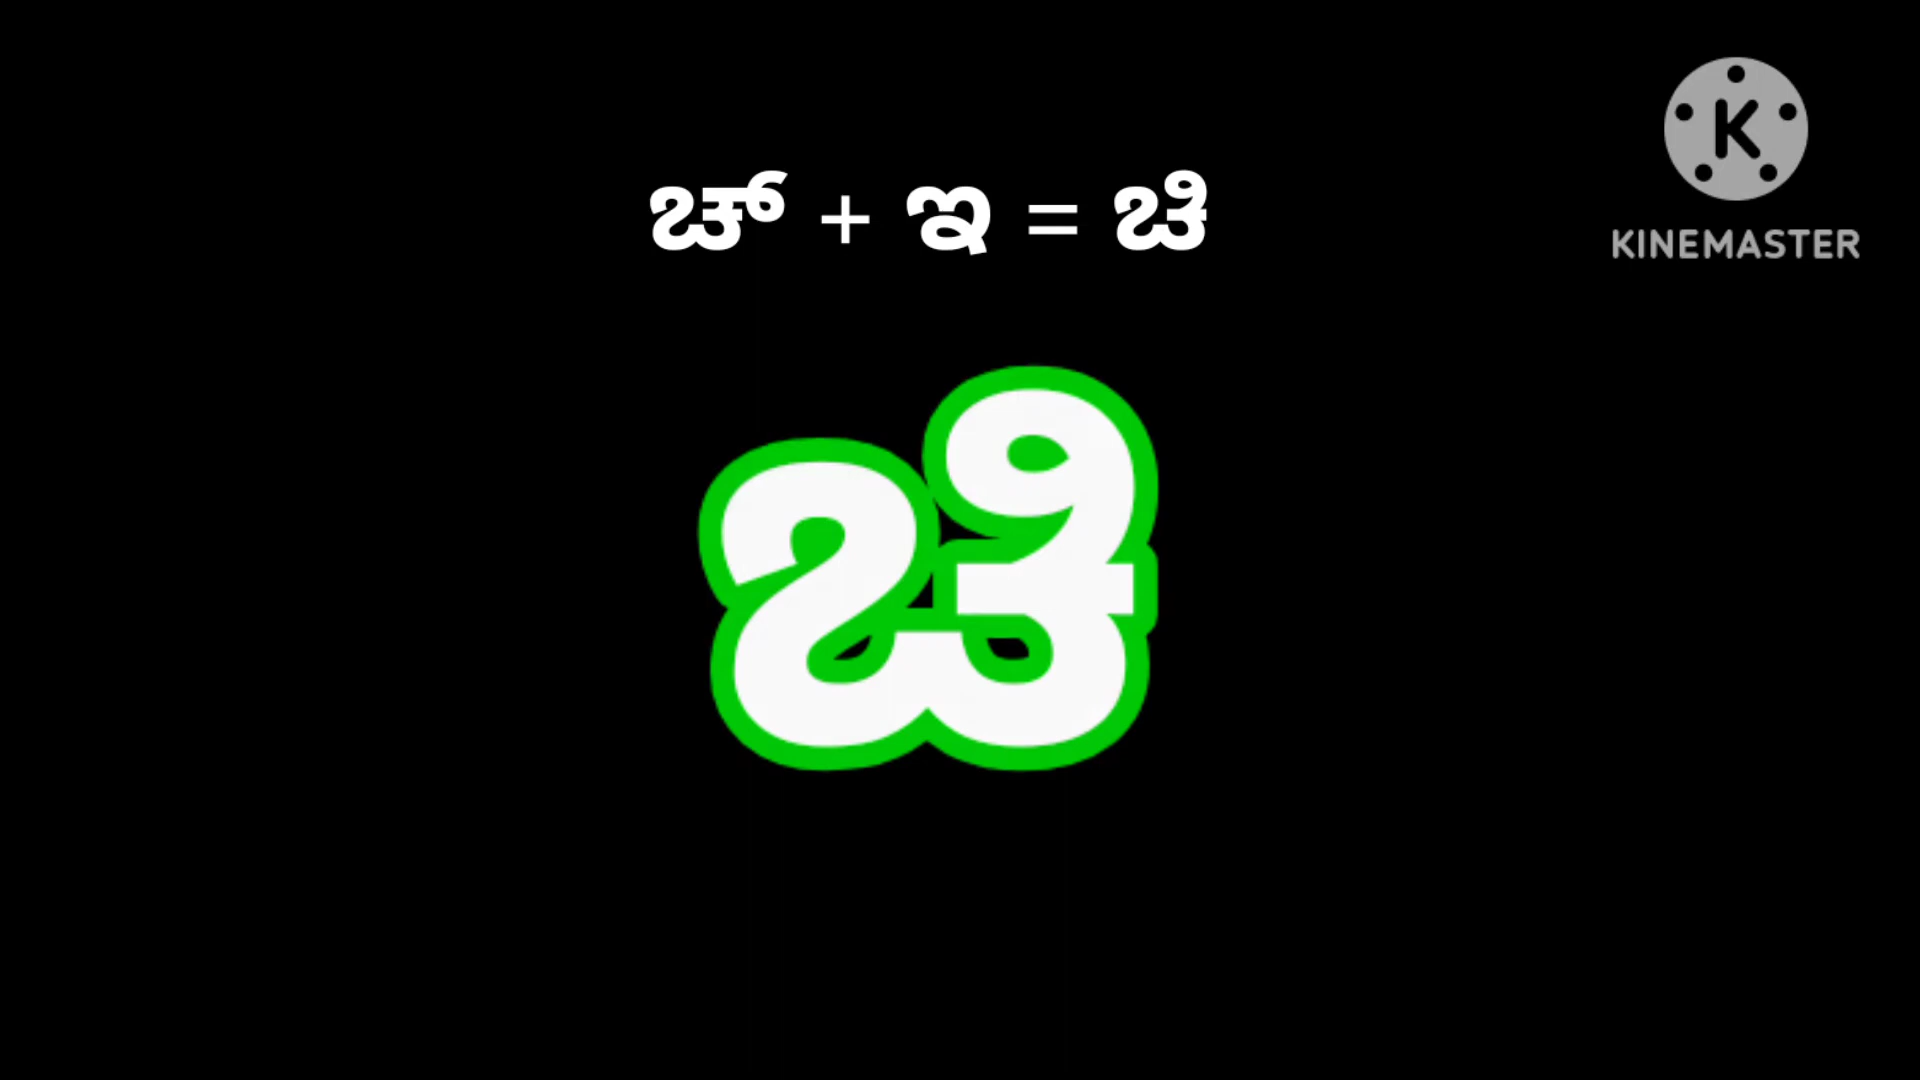 ಚ್ + ಇ = ಚಿ
ಚಿ
K
KINEMASTER